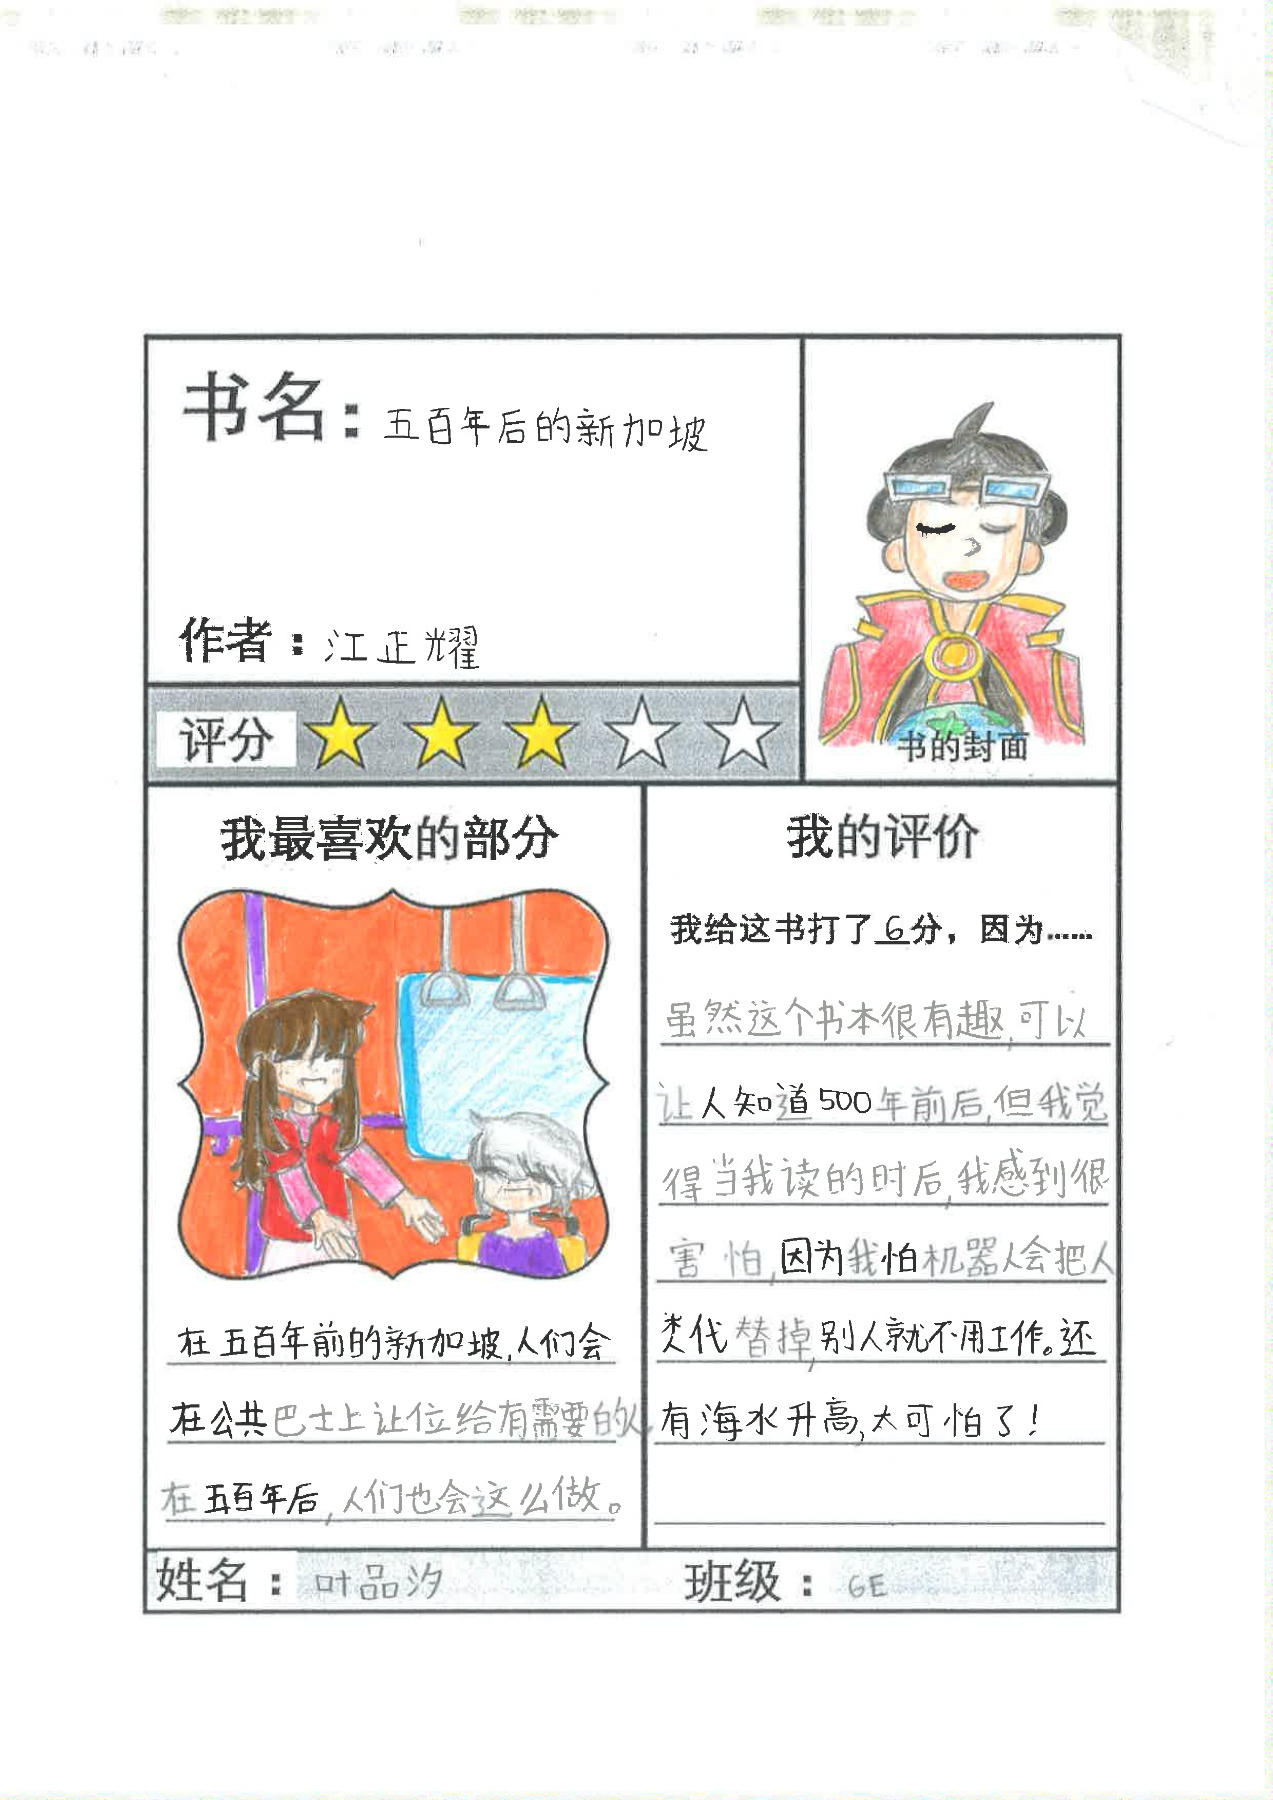 书名：五百年后的新加坡
作者：江正耀
评分
书的封面
我最喜欢的部分
在五百年前的新加坡,人们会
在公共巴士上让位给有需要的人,
在五百年后,人们也会这么做。
我的评价
我给这书打了6分，因为……
虽然这个书本很有趣,可以
让人知道500年前后,但我觉
得当我读的时后,我感到很
害怕,因为我怕机器人会把人
类代替掉,别人就不用工作。还
有海水升高,太可怕了!
姓名：叶品汐
班级：6E